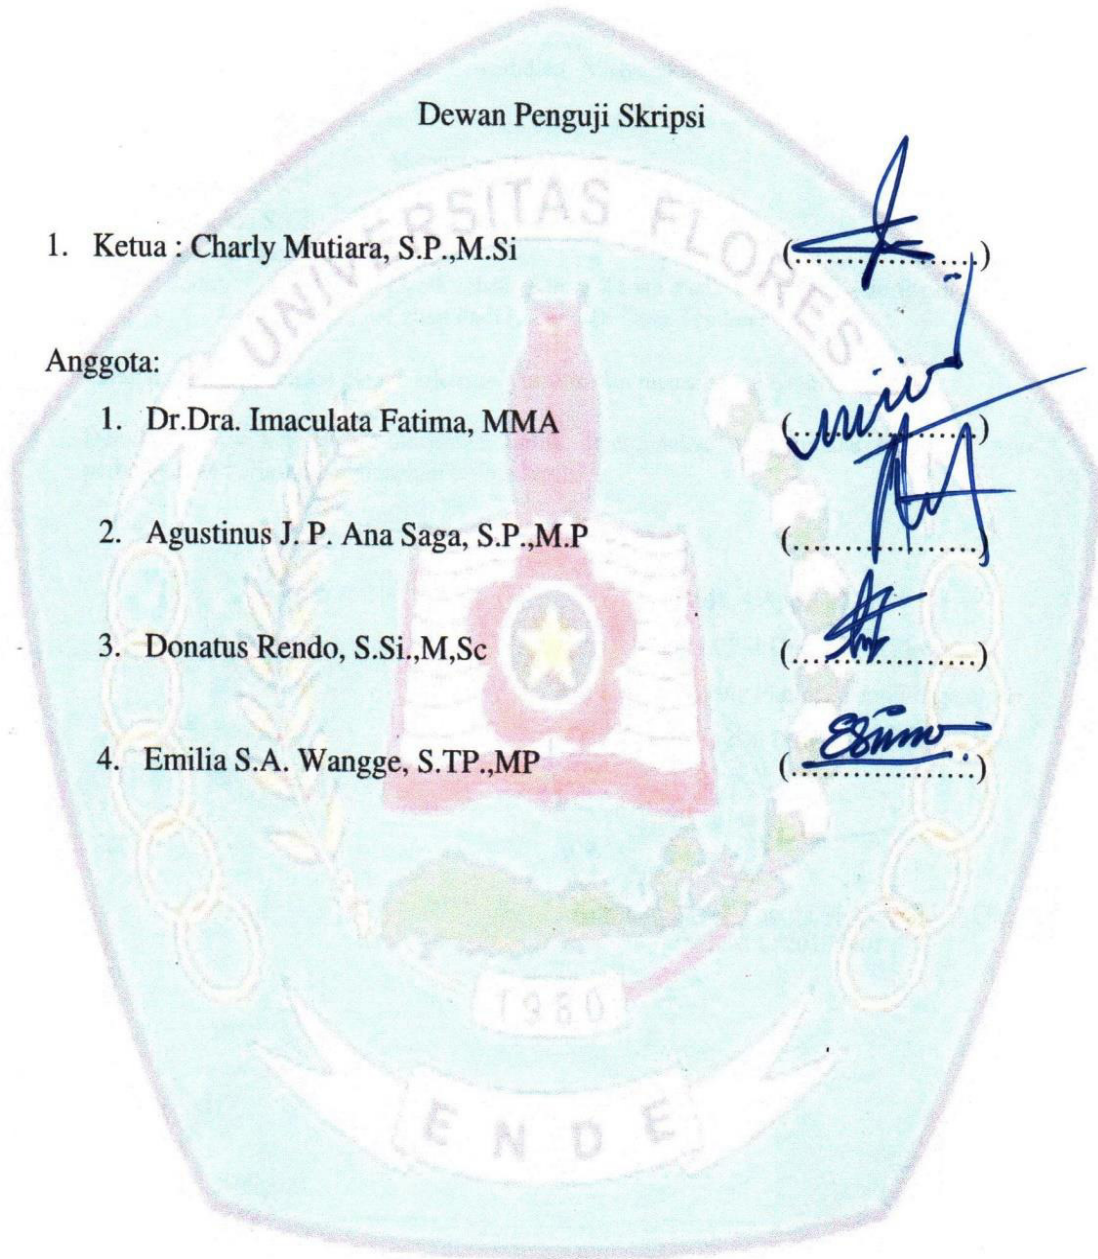 Dewan Penguji Skripsi
UNIVERSITAS FLORES
1. Ketua : Charly Mutiara, S.P.,M.Si (....................)
Anggota:
1. Dr.Dra. Imaculata Fatima, MMA (....................)
2. Agustinus J. P. Ana Saga, S.P.,M.P (....................)
3. Donatus Rendo, S.Si.,M,Sc (....................)
4. Emilia S.A. Wangge, S.TP.,MP (....................)
1980
ENDE